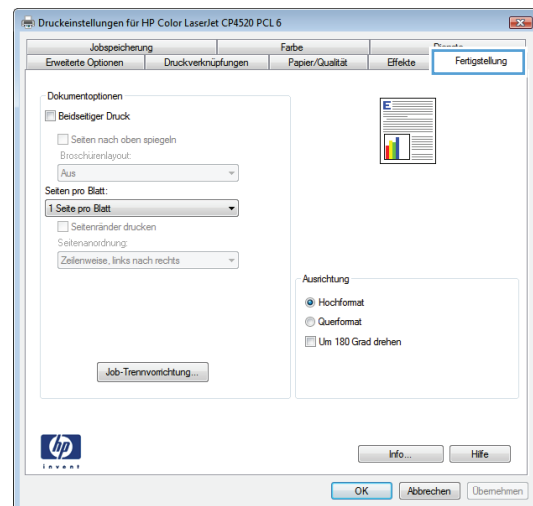 Druckeinstellungen für HP Color LaserJet CP4520 PCL 6
Jobspeicherung Farbe Dienste
Erweiterte Optionen Druckverknüpfungen Papier/Qualität Effekte Fertigstellung
Dokumentoptionen
Beidseitiger Druck
Seiten nach oben spiegeln
Broschürenlayout:
Aus
Seiten pro Blatt:
1 Seite pro Blatt
Seitenränder drucken
Seitenanordnung:
Zeilenweise, links nach rechts
Job-Trennvorrichtung...
E
Ausrichtung
Hochformat
Querformat
Um 180 Grad drehen
hp
invent
Info... Hilfe
OK Abbrechen Übernehmen